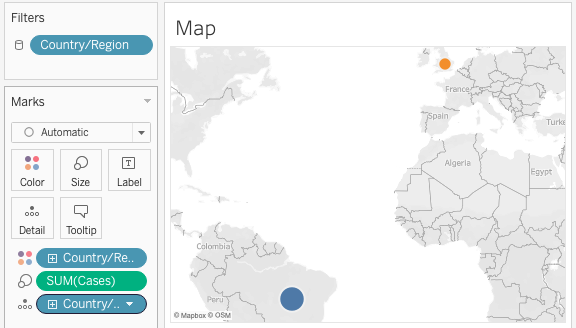 Filters
Country/Region
Marks
Automatic
Color
Size
Label
Detail
Tooltip
Country/Re..
SUM(Cases)
Country/..
Map
France
Spain
Turke
Algeria
Egypt
Colombia
Peru
© Mapbox © OSM